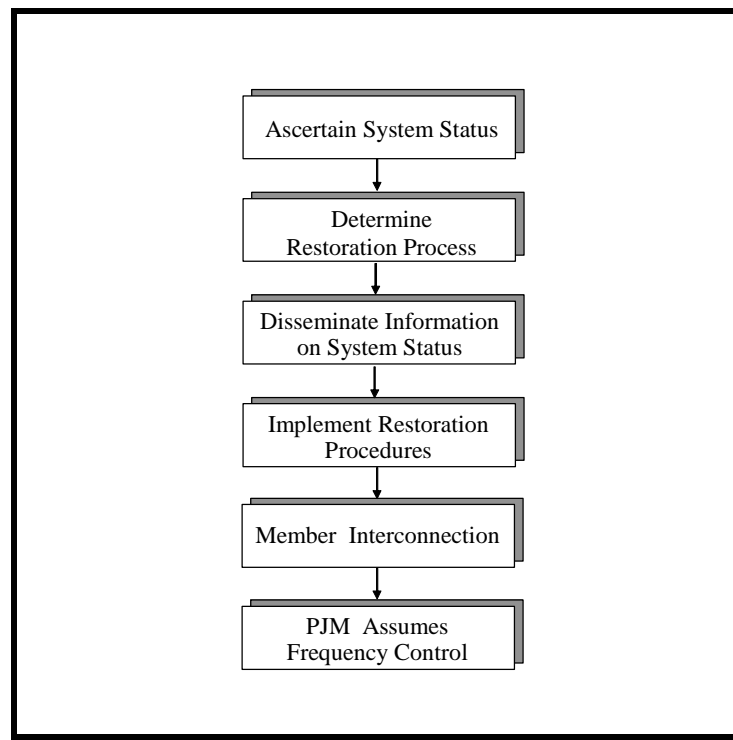 Ascertain System Status
Determine
Restoration Process
Disseminate Information
on System Status
Implement Restoration
Procedures
Member Interconnection
PJM Assumes
Frequency Control